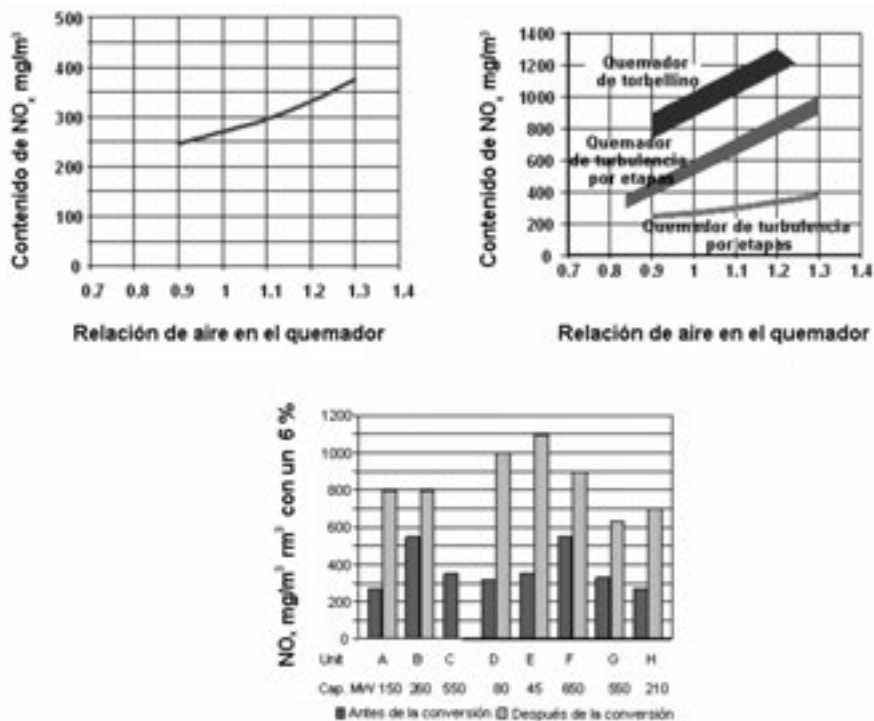 Contenido de NOx mg/m³
500
400
300
200
100
0
0.7 0.8 0.9 1 1.1 1.2 1.3 1.4
Relación de aire en el quemador
Contenido de NOx mg/m³
1400
1200
1000
800
600
400
200
0
Quemador
de torbellino
Quemador
de turbulencia
por etapas
Quemador de turbulencia
por etapas
0.7 0.8 0.9 1 1.1 1.2 1.3 1.4
Relación de aire en el quemador
NO, mg/m³ rm³ con un 6 %
1200
1000
800
600
400
200
0
Unit A B C D E F G H
Cap. MW 150 260 550 80 45 650 550 210
Antes de la conversión Después de la conversión